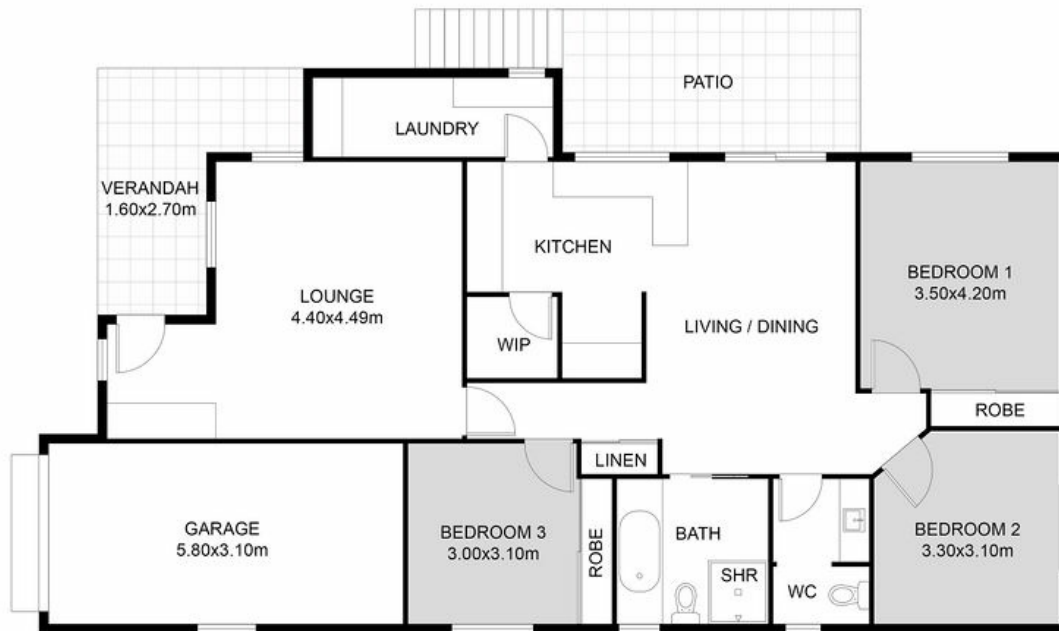 PATIO
LAUNDRY
VERANDAH
1.60x2.70m
KITCHEN
BEDROOM 1
3.50x4.20m
LOUNGE
4.40x4.49m
LIVING / DINING
WIP
ROBE
LINEN
GARAGE
5.80x3.10m
BEDROOM 3
3.00x3.10m
ROBE
BATH
SHR
WC
BEDROOM 2
3.30x3.10m